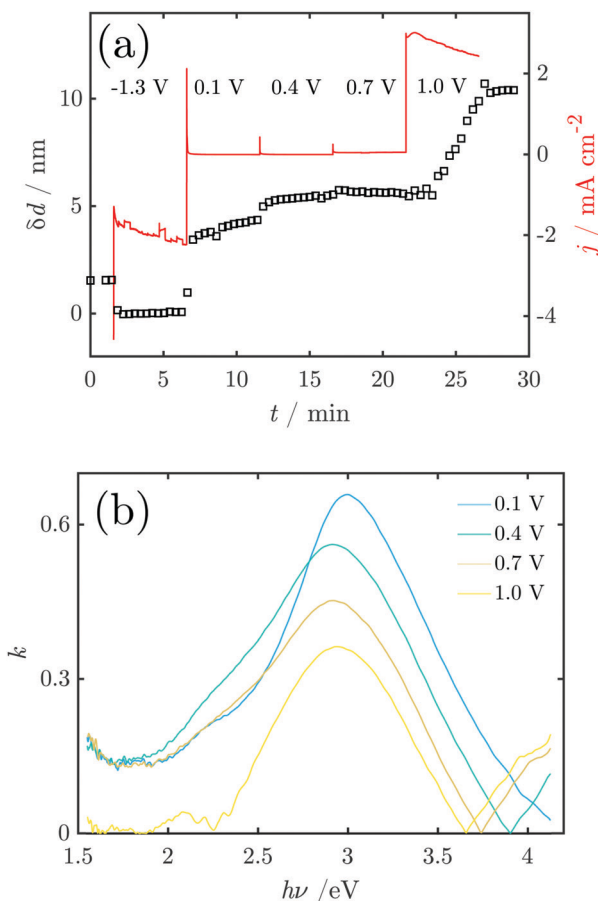 (a)
-1.3 V 0.1 V 0.4 V 0.7 V 1.0 V
10
5
0
δd / nm
2
0
-2
-4
j / mA cm⁻²
0 5 10 15 20 25 30
t / min
(b)
0.1 V
0.4 V
0.7 V
1.0 V
0.6
0.3
0
k
1.5 2 2.5 3 3.5 4
hν /eV